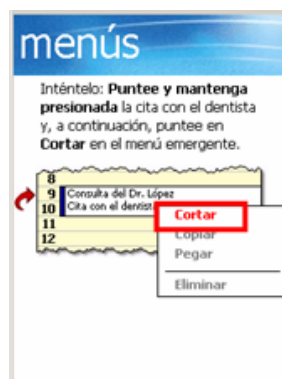 menús
Inténtelo: Puntee y mantenga
presionada la cita con el dentista
y, a continuación, puntee en
Cortar en el menú emergente.
8
9 Consulta del Dr. López
10 Cita con el dentista
11
12
Cortar
Copiar
Pegar
Eliminar